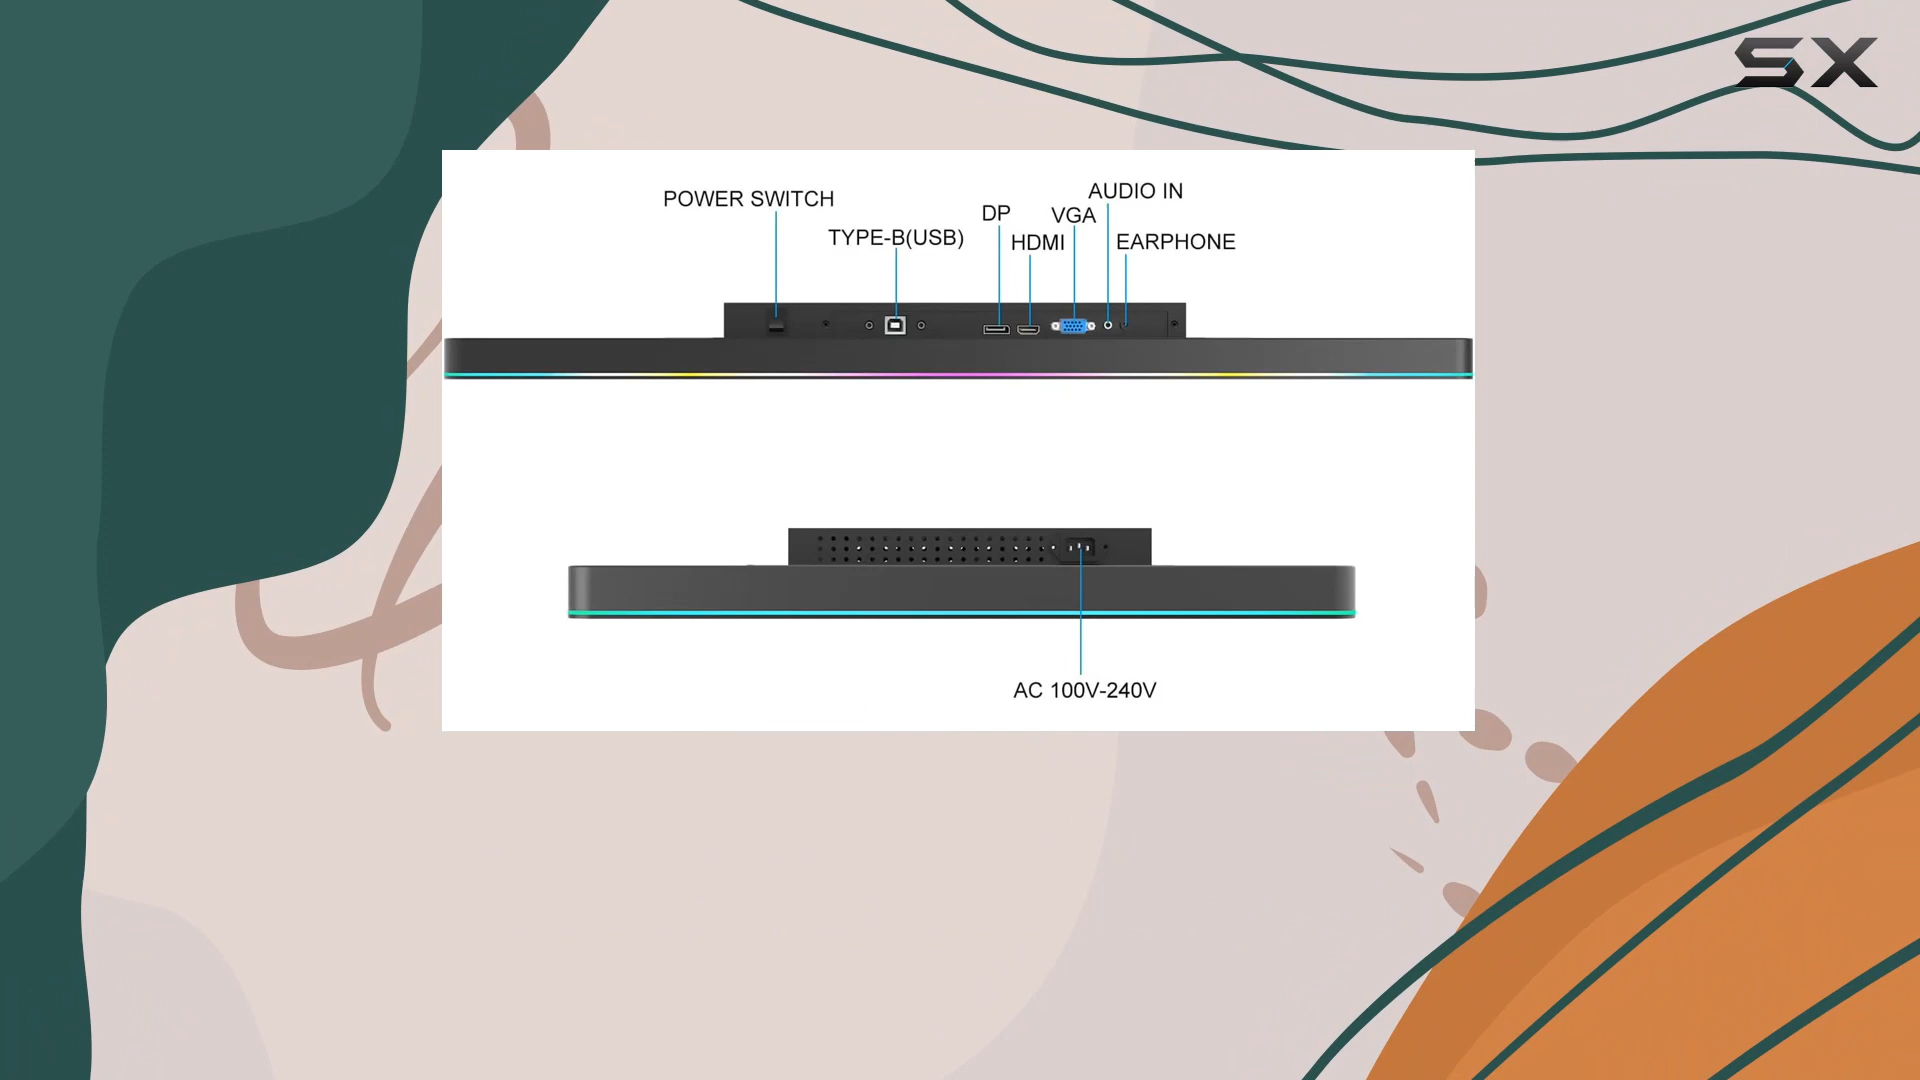 SX
POWER SWITCH
TYPE-B(USB)
DP
HDMI
VGA
AUDIO IN
EARPHONE
AC 100V-240V